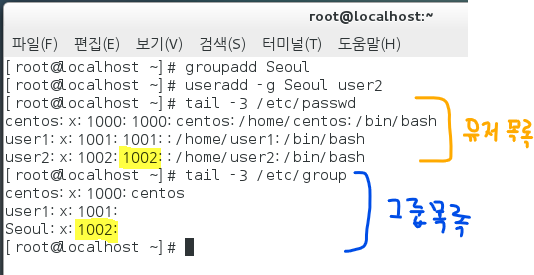 root@localhost:~
파일(F) 편집(E) 보기(V) 검색(S) 터미널(T) 도움말(H)
[root@localhost ~]# groupadd Seoul
[root@localhost ~]# useradd -g Seoul user2
[root@localhost ~]# tail -3 /etc/passwd
centos:x:1000:1000:centos:/home/centos:/bin/bash
user1:x:1001:1001::/home/user1:/bin/bash
user2:x:1002:1002::/home/user2:/bin/bash
유저 목록
[root@localhost ~]# tail -3 /etc/group
centos:x:1000:centos
user1:x:1001:
Seoul:x:1002:
그룹 목록
[root@localhost ~]#